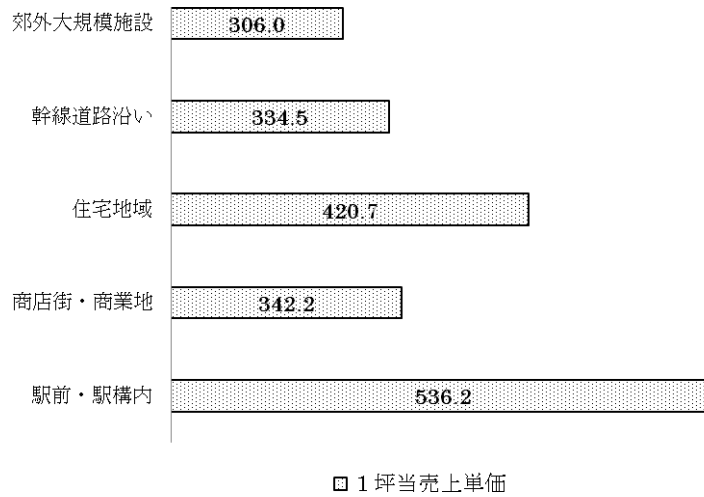 郊外大規模施設 306.0
幹線道路沿い 334.5
住宅地域 420.7
商店街・商業地 342.2
駅前・駅構内 536.2
１坪当売上単価